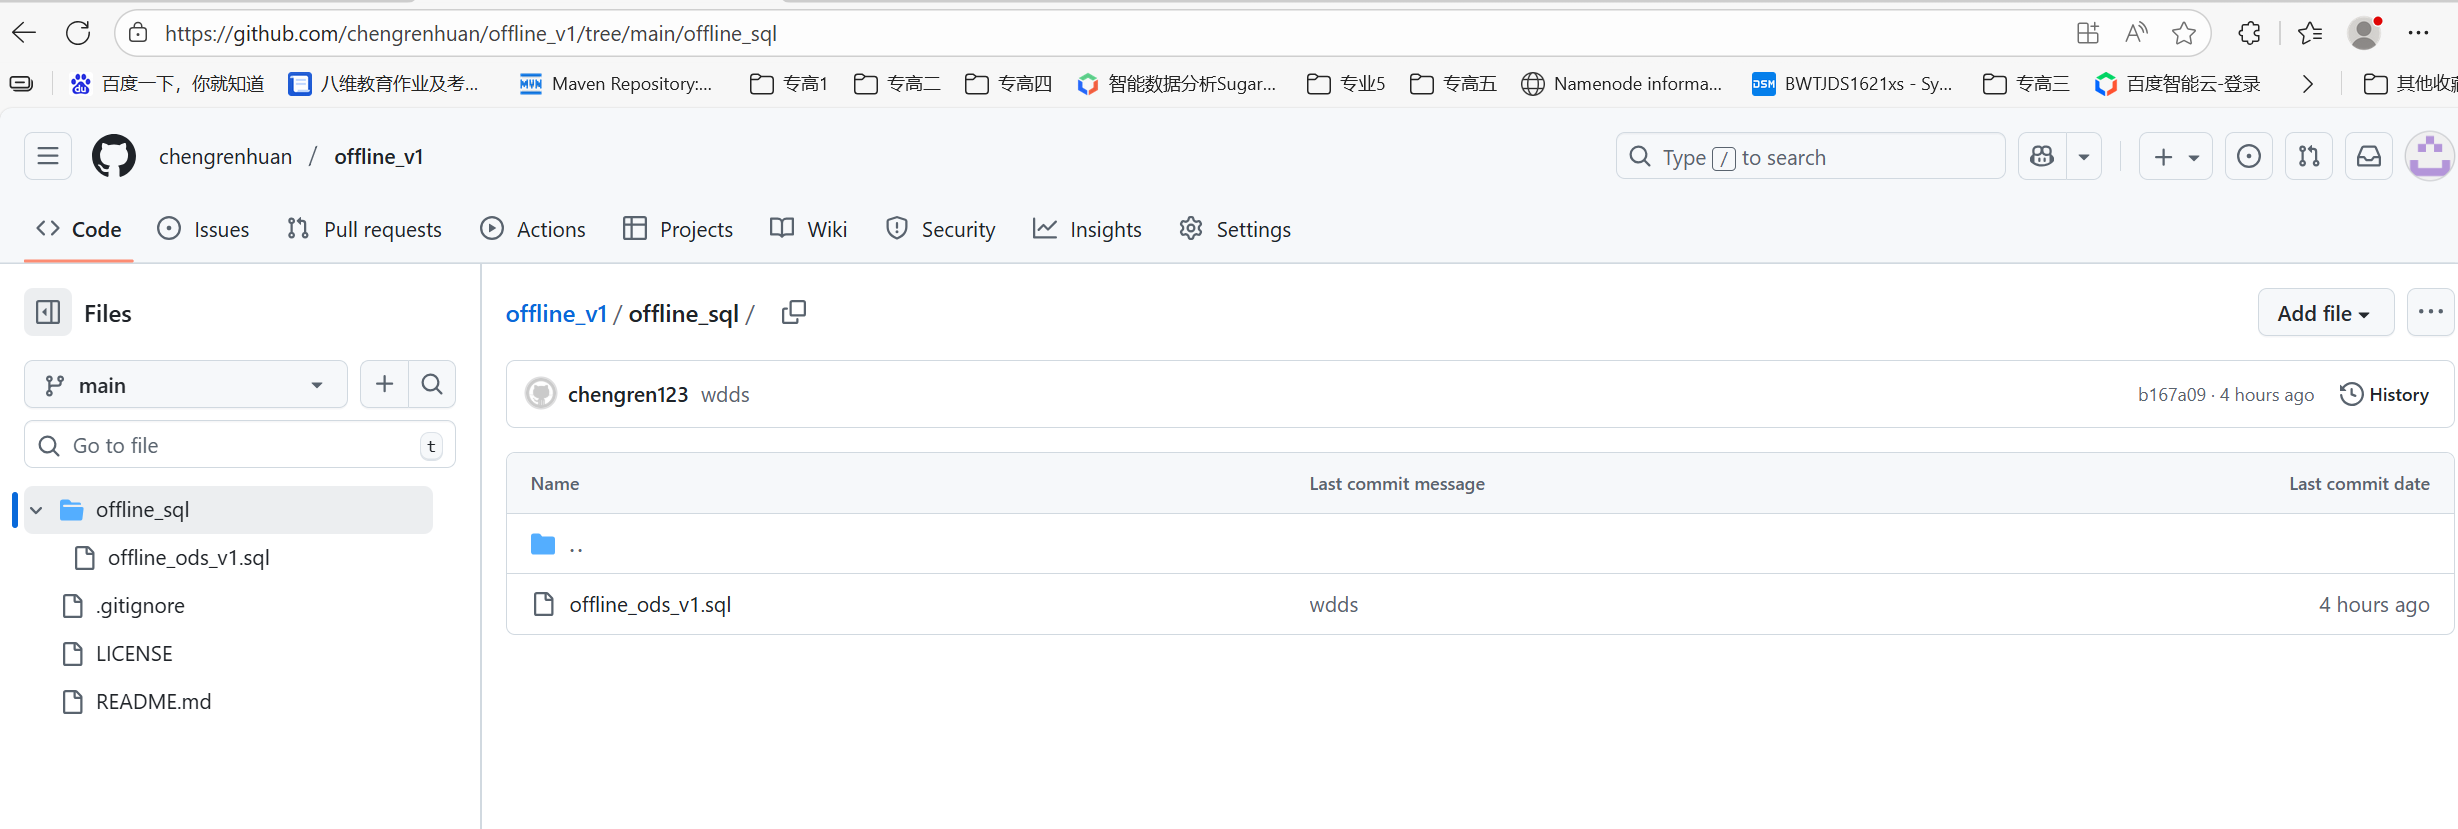 https://github.com/chengrenhuan/offline_v1/tree/main/offline_sql
百度一下，你就知道 八维教育作业及考... Maven Repository:... 专高1 专高二 专高四 智能数据分析Sugar... 专业5 专高五 Namenode informa... BWTJDS1621xs - Sy... 专高三 百度智能云-登录 其他收藏
chengrenhuan / offline_v1 Type / to search
Code Issues Pull requests Actions Projects Wiki Security Insights Settings
Files
offline_v1 / offline_sql / Add file
main
chengren123 wdds b167a09 · 4 hours ago History
Go to file t
Name Last commit message Last commit date
offline_sql
..
offline_ods_v1.sql
offline_ods_v1.sql wdds 4 hours ago
.gitignore
LICENSE
README.md